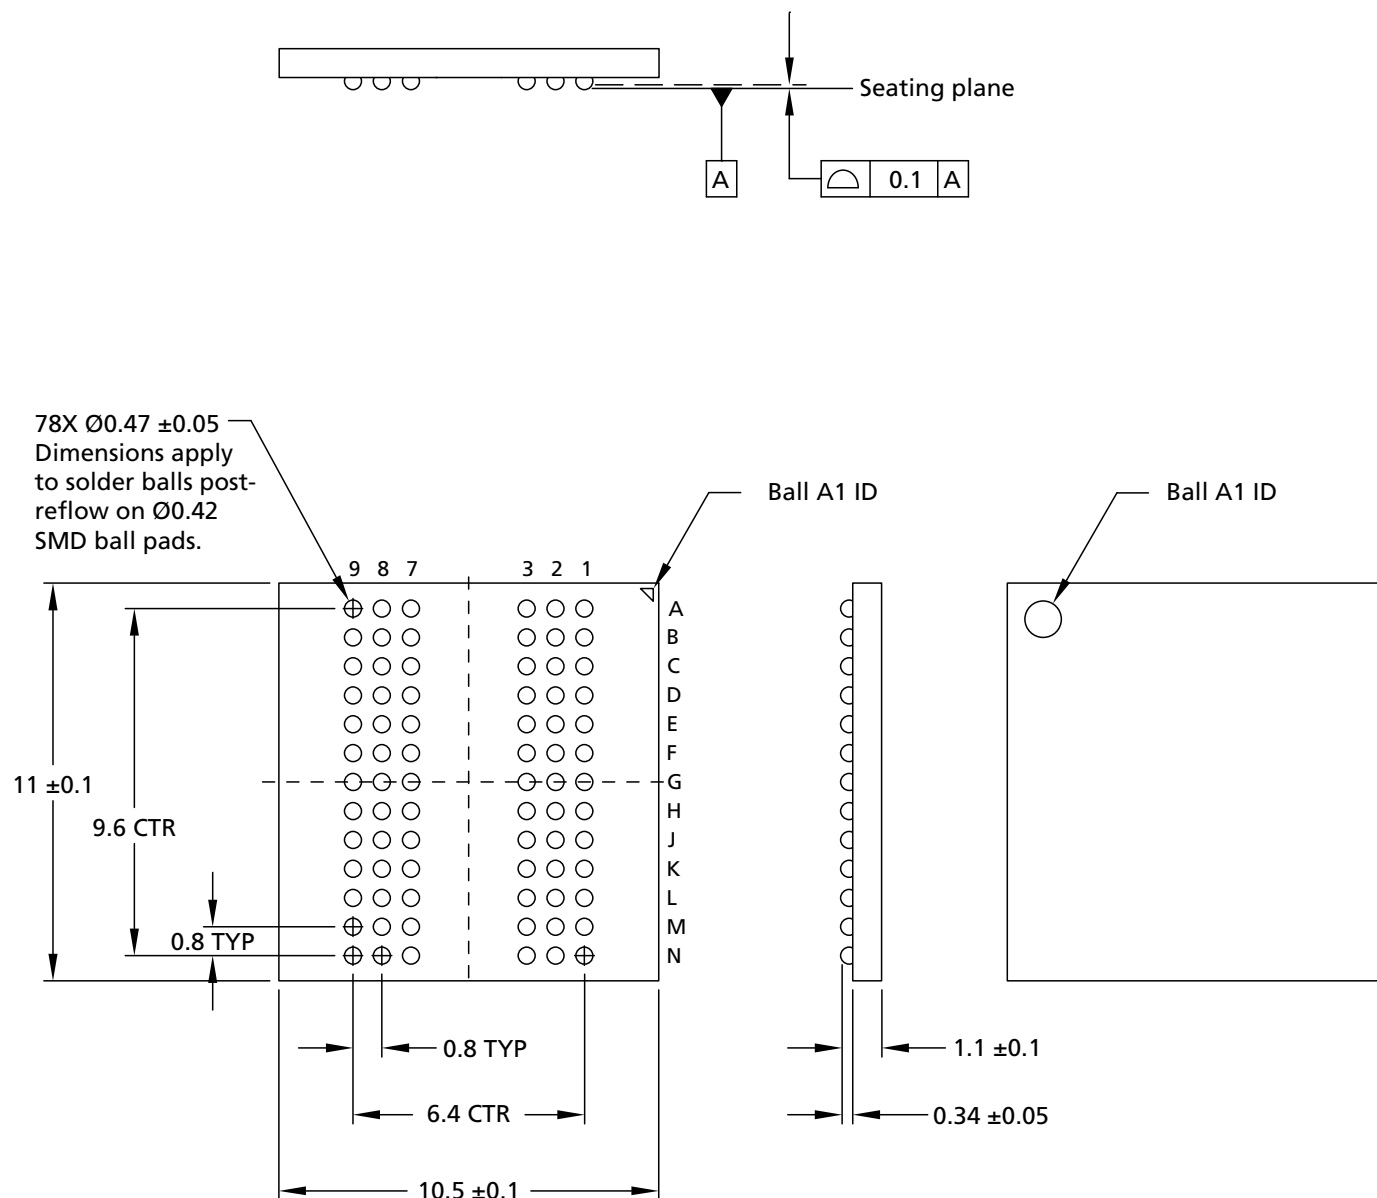 Seating plane
A
0.1 A
78X Ø0.47 ±0.05
Dimensions apply
to solder balls post-
reflow on Ø0.42
SMD ball pads.
Ball A1 ID
Ball A1 ID
9 8 7 3 2 1
A
B
C
D
E
F
G
H
J
K
L
M
N
11 ±0.1
9.6 CTR
0.8 TYP
0.8 TYP
6.4 CTR
10.5 ±0.1
1.1 ±0.1
0.34 ±0.05